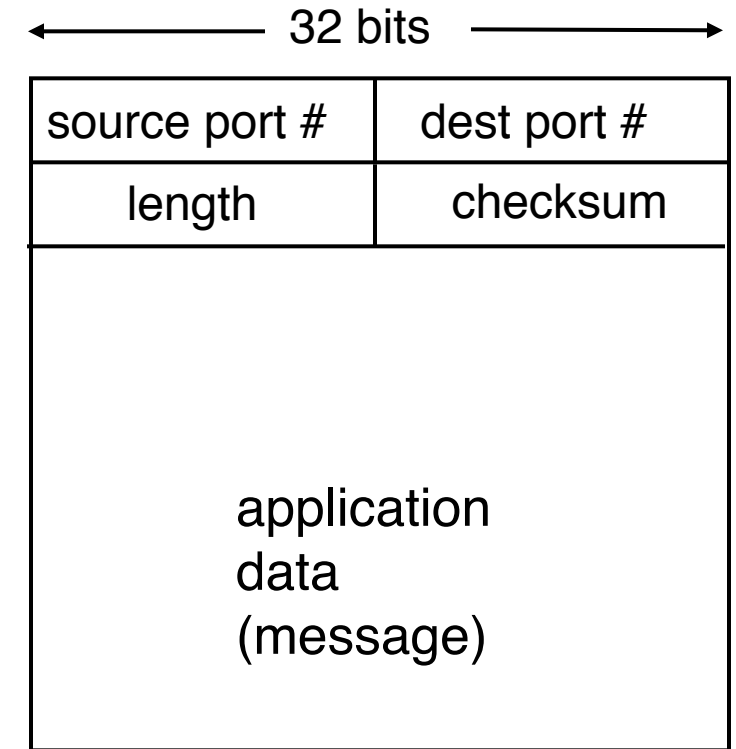 32 bits
source port #
dest port #
length
checksum
application
data
(message)